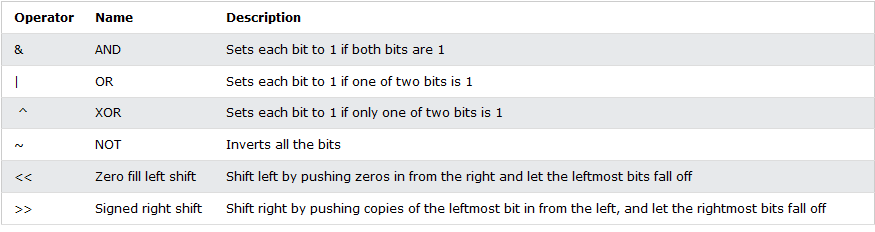 Operator Name Description
& AND Sets each bit to 1 if both bits are 1
| OR Sets each bit to 1 if one of two bits is 1
^ XOR Sets each bit to 1 if only one of two bits is 1
~ NOT Inverts all the bits
<< Zero fill left shift Shift left by pushing zeros in from the right and let the leftmost bits fall off
>> Signed right shift Shift right by pushing copies of the leftmost bit in from the left, and let the rightmost bits fall off